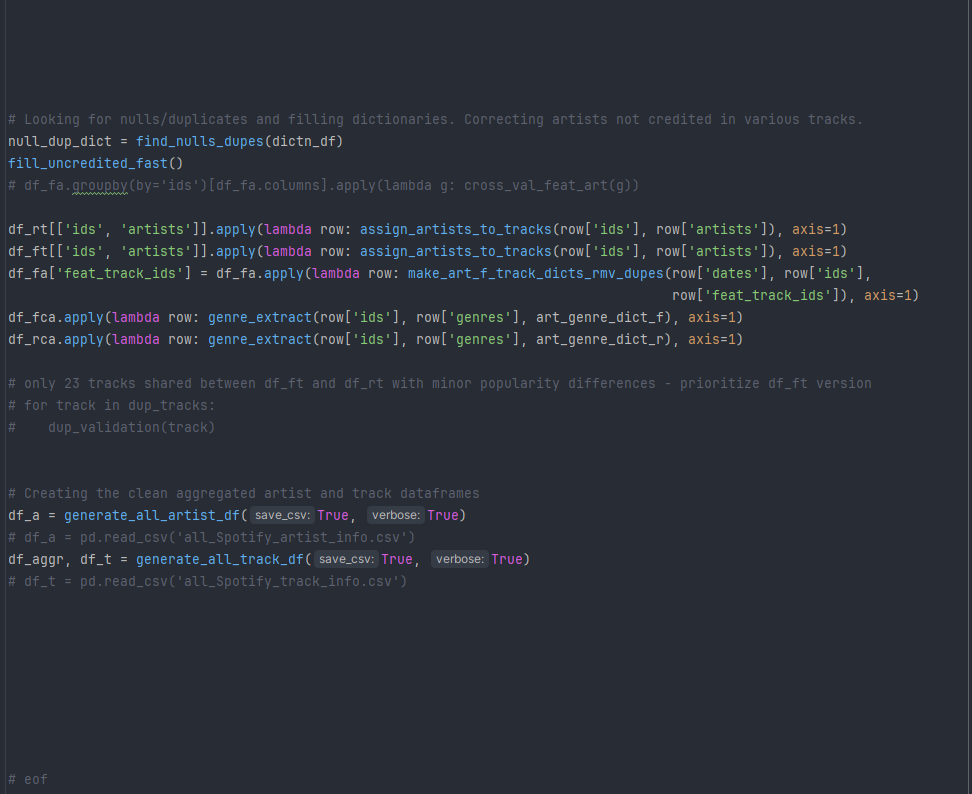 # Looking for nulls/duplicates and filling dictionaries. Correcting artists not credited in various tracks.
null_dup_dict = find_nulls_dupes(dictn_df)
fill_uncredited_fast()
# df_fa.groupby(by='ids')[df_fa.columns].apply(lambda g: cross_val_feat_art(g))
df_rt[['ids', 'artists']].apply(lambda row: assign_artists_to_tracks(row['ids'], row['artists']), axis=1)
df_ft[['ids', 'artists']].apply(lambda row: assign_artists_to_tracks(row['ids'], row['artists']), axis=1)
df_fa['feat_track_ids'] = df_fa.apply(lambda row: make_art_f_track_dicts_rmv_dupes(row['dates'], row['ids'],
row['feat_track_ids']), axis=1)
df_fca.apply(lambda row: genre_extract(row['ids'], row['genres'], art_genre_dict_f), axis=1)
df_rca.apply(lambda row: genre_extract(row['ids'], row['genres'], art_genre_dict_r), axis=1)
# only 23 tracks shared between df_ft and df_rt with minor popularity differences - prioritize df_ft version
# for track in dup_tracks:
#    dup_validation(track)
# Creating the clean aggregated artist and track dataframes
df_a = generate_all_artist_df( save_csv: True, verbose: True)
# df_a = pd.read_csv('all_Spotify_artist_info.csv')
df_aggr, df_t = generate_all_track_df( save_csv: True, verbose: True)
# df_t = pd.read_csv('all_Spotify_track_info.csv')
# eof